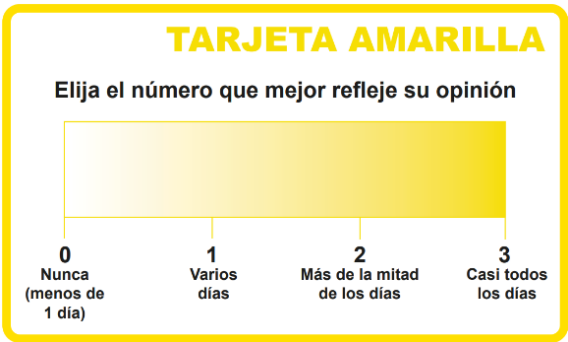 TARJETA AMARILLA
Elija el número que mejor refleje su opinión
0 1 2 3
Nunca Varios Más de la mitad Casi todos
(menos de días de los días los días
1 día)